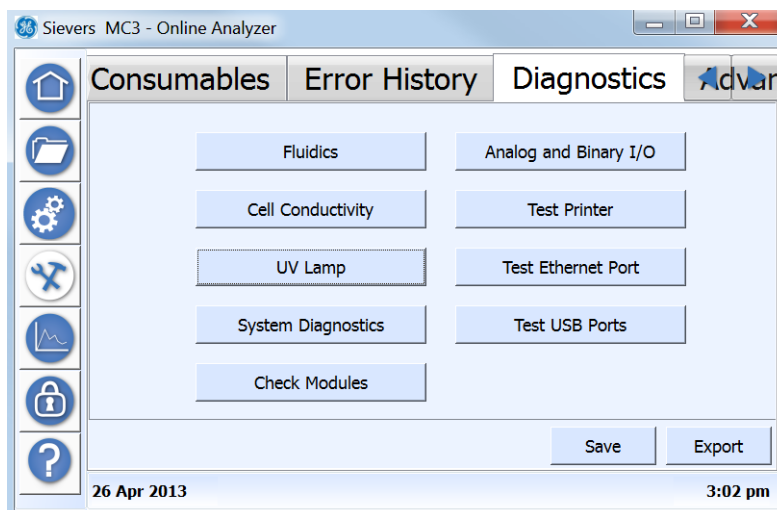 Sievers MC3 - Online Analyzer
Consumables Error History Diagnostics Advan
Fluidics Analog and Binary I/O
Cell Conductivity Test Printer
UV Lamp Test Ethernet Port
System Diagnostics Test USB Ports
Check Modules
Save Export
26 Apr 2013 3:02 pm